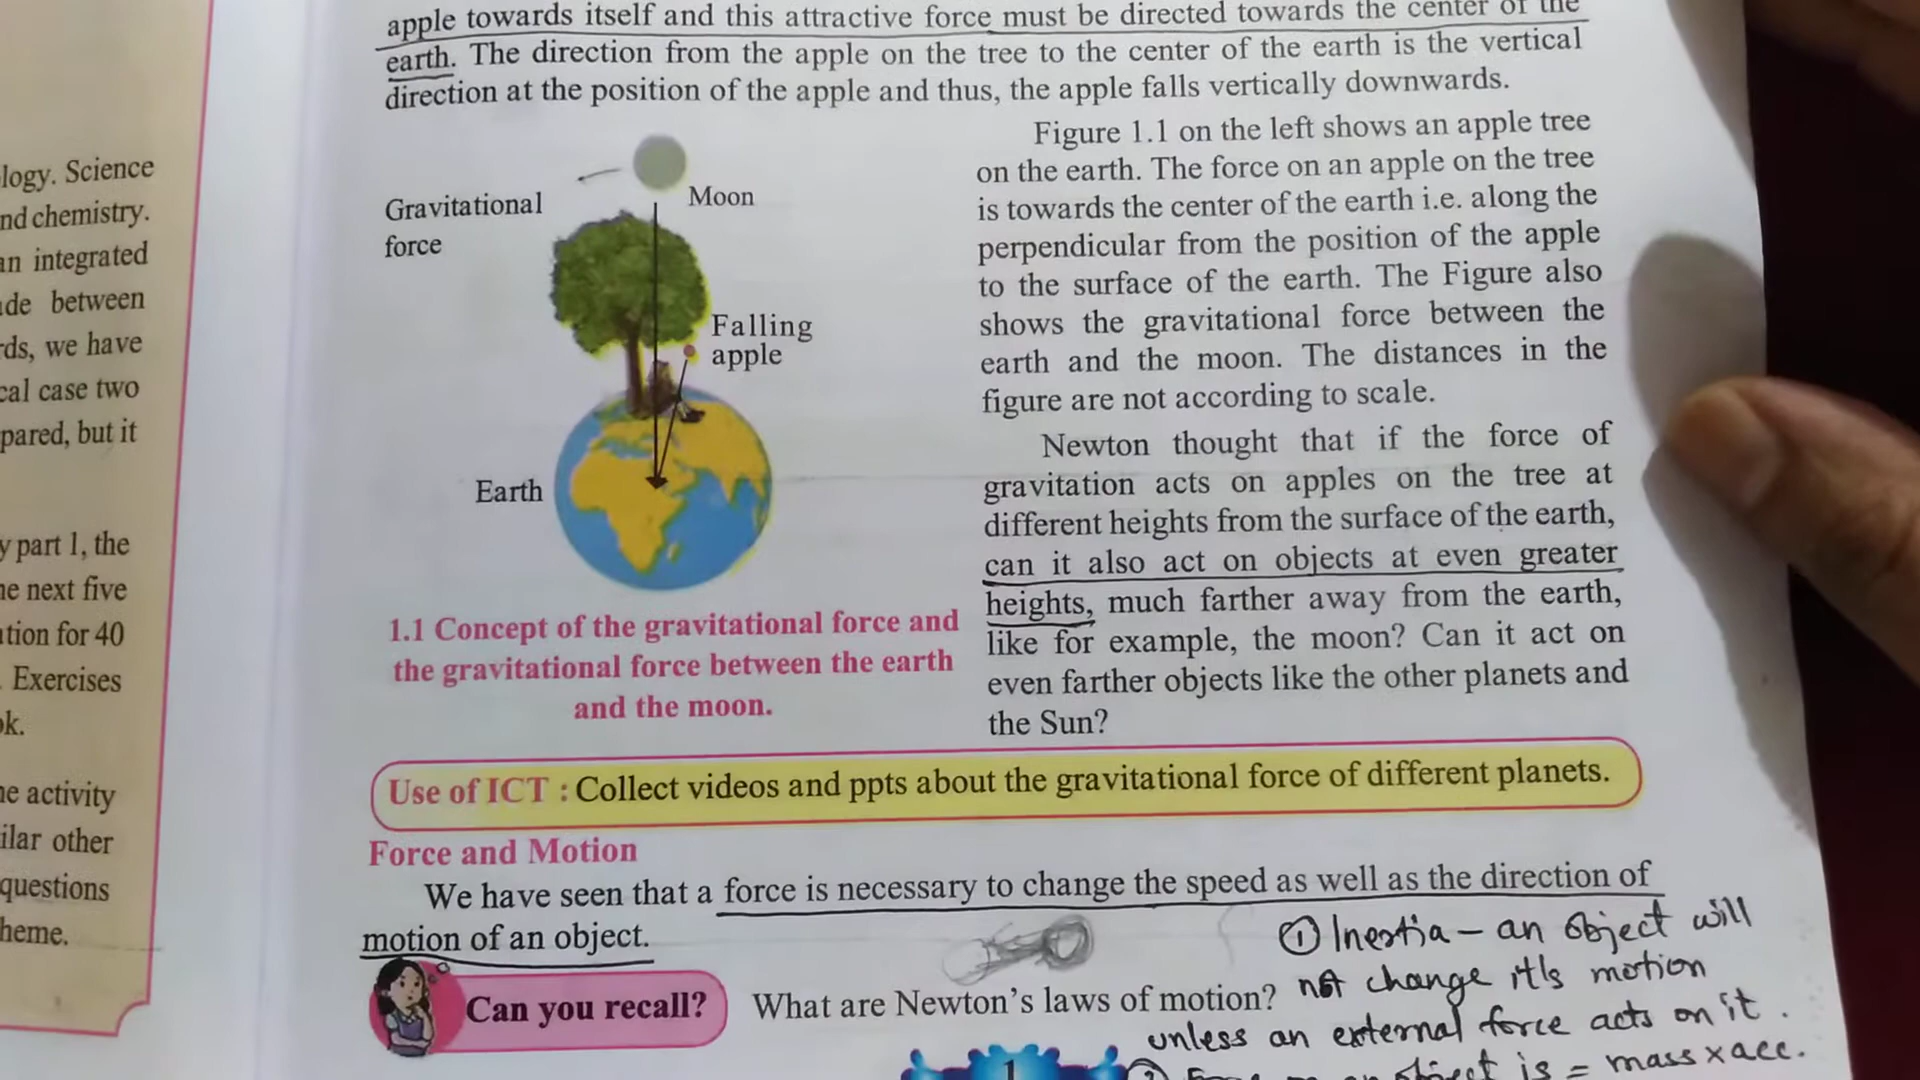 logy. Science
nd chemistry.
an integrated
de between
rds, we have
cal case two
pared, but it
y part 1, the
ne next five
tion for 40
Exercises
ok.
ne activity
ilar other
questions
heme.
apple towards itself and this attractive force must be directed towards the center of the
earth. The direction from the apple on the tree to the center of the earth is the vertical
direction at the position of the apple and thus, the apple falls vertically downwards.
Gravitational
force
Moon
Falling
apple
Earth
1.1 Concept of the gravitational force and
the gravitational force between the earth
and the moon.
Figure 1.1 on the left shows an apple tree
on the earth. The force on an apple on the tree
is towards the center of the earth i.e. along the
perpendicular from the position of the apple
to the surface of the earth. The Figure also
shows the gravitational force between the
earth and the moon. The distances in the
figure are not according to scale.
Newton thought that if the force of
gravitation acts on apples on the tree at
different heights from the surface of the earth,
can it also act on objects at even greater
heights, much farther away from the earth,
like for example, the moon? Can it act on
even farther objects like the other planets and
the Sun?
Use of ICT : Collect videos and ppts about the gravitational force of different planets.
Force and Motion
We have seen that a force is necessary to change the speed as well as the direction of
motion of an object.
Can you recall?
What are Newton's laws of motion?
① Inertia - an object will
not change it's motion
unless an external force acts on it.
object is = mass x acc.
1